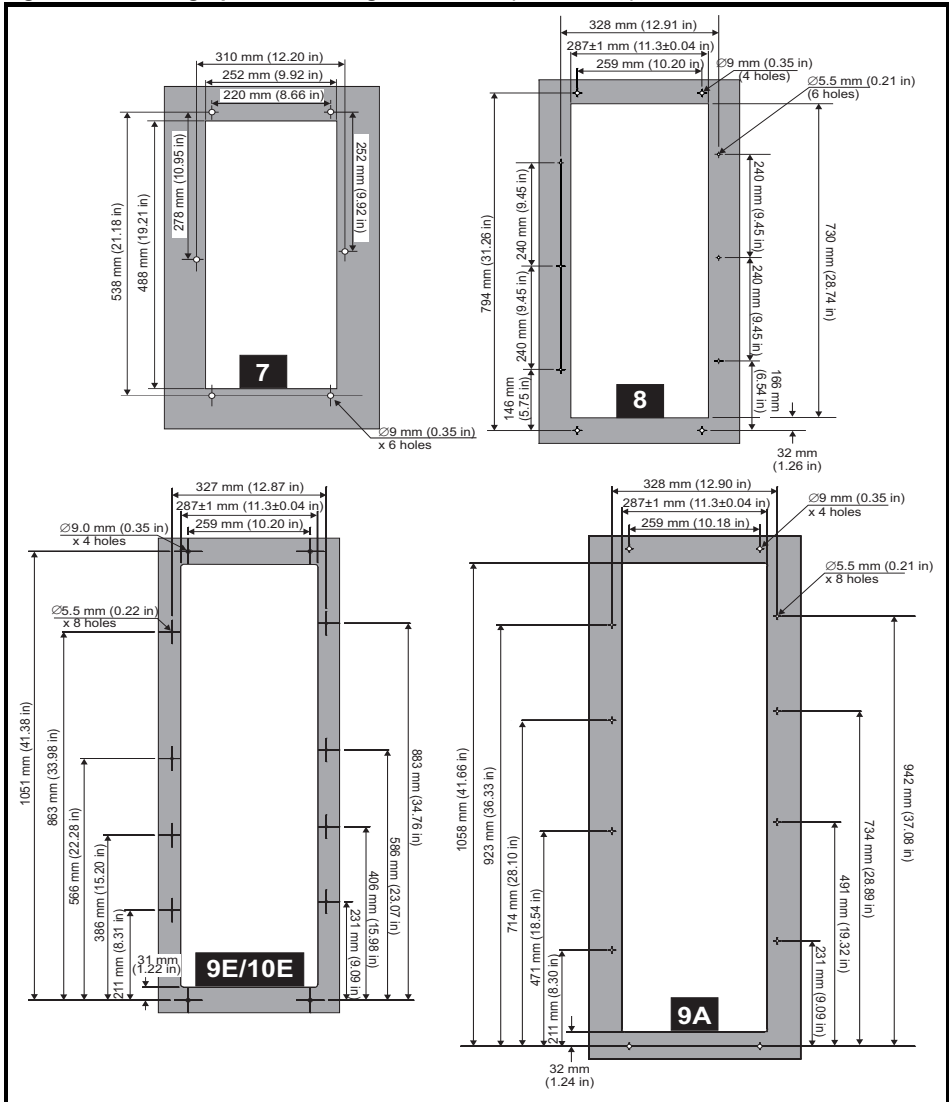 310 mm (12.20 in)
252 mm (9.92 in)
220 mm (8.66 in)
538 mm (21.18 in)
488 mm (19.21 in)
278 mm (10.95 in)
252 mm
(9.92 in)
7
∅9 mm (0.35 in)
x 6 holes
328 mm (12.91 in)
287±1 mm (11.3±0.04 in)
259 mm (10.20 in)
∅9 mm (0.35 in)
(4 holes)
∅5.5 mm (0.21 in)
(6 holes)
794 mm (31.26 in)
240 mm (9.45 in)
240 mm (9.45 in)
146 mm
(5.75 in)
240 mm
(9.45 in)
240 mm
(9.45 in)
166 mm
(6.54 in)
730 mm
(28.74 in)
8
32 mm
(1.26 in)
327 mm (12.87 in)
287±1 mm (11.3±0.04 in)
259 mm (10.20 in)
∅9.0 mm (0.35 in)
x 4 holes
∅5.5 mm (0.22 in)
x 8 holes
1051 mm (41.38 in)
863 mm (33.98 in)
566 mm (22.28 in)
386 mm (15.20 in)
211 mm (8.31 in)
31 mm
(1.22 in)
9E/10E
231 mm
(9.09 in)
406 mm
(15.98 in)
586 mm
(23.07 in)
883 mm
(34.76 in)
328 mm (12.90 in)
287±1 mm (11.3±0.04 in)
259 mm (10.18 in)
∅9 mm (0.35 in)
x 4 holes
∅5.5 mm (0.21 in)
x 8 holes
1058 mm (41.66 in)
923 mm (36.33 in)
714 mm (28.10 in)
471 mm (18.54 in)
211 mm (8.30 in)
9A
231 mm
(9.09 in)
491 mm
(19.32 in)
734 mm
(28.89 in)
942 mm
(37.08 in)
32 mm
(1.24 in)